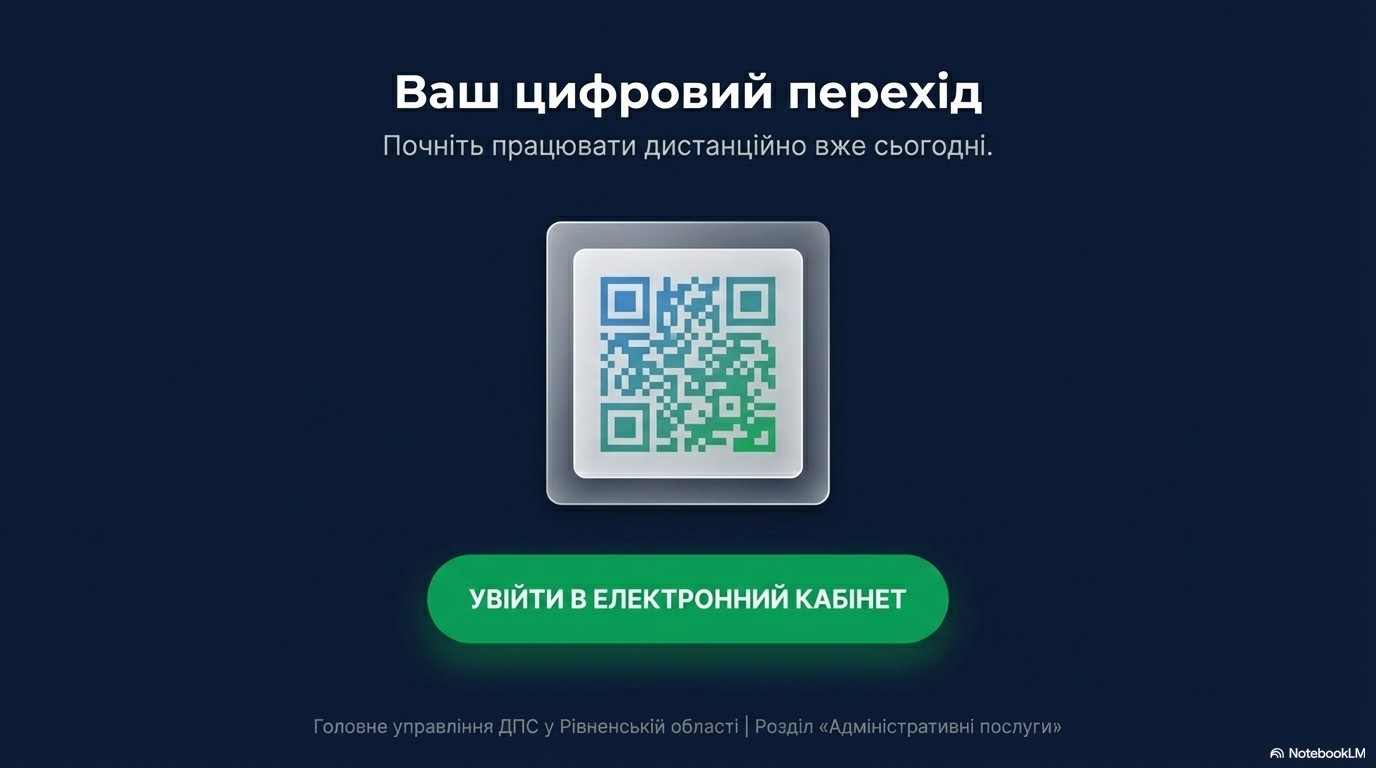 Ваш цифровий перехід
Почніть працювати дистанційно вже сьогодні.
УВІЙТИ В ЕЛЕКТРОННИЙ КАБІНЕТ
Головне управління ДПС у Рівненській області | Розділ «Адміністративні послуги»
NotebookLM